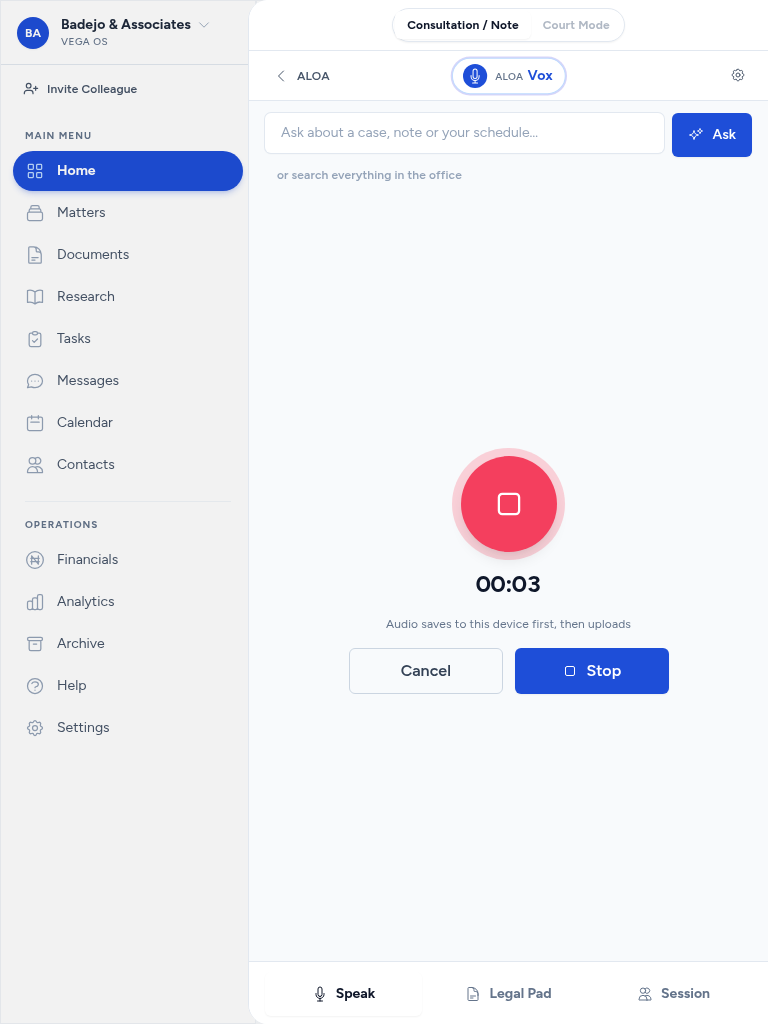 BA
Badejo & Associates
VEGA OS
Invite Colleague
MAIN MENU
Home
Matters
Documents
Research
Tasks
Messages
Calendar
Contacts
OPERATIONS
Financials
Analytics
Archive
Help
Settings
Consultation / Note
Court Mode
ALOA
ALOA Vox
Ask about a case, note or your schedule...
Ask
or search everything in the office
00:03
Audio saves to this device first, then uploads
Cancel
Stop
Speak
Legal Pad
Session